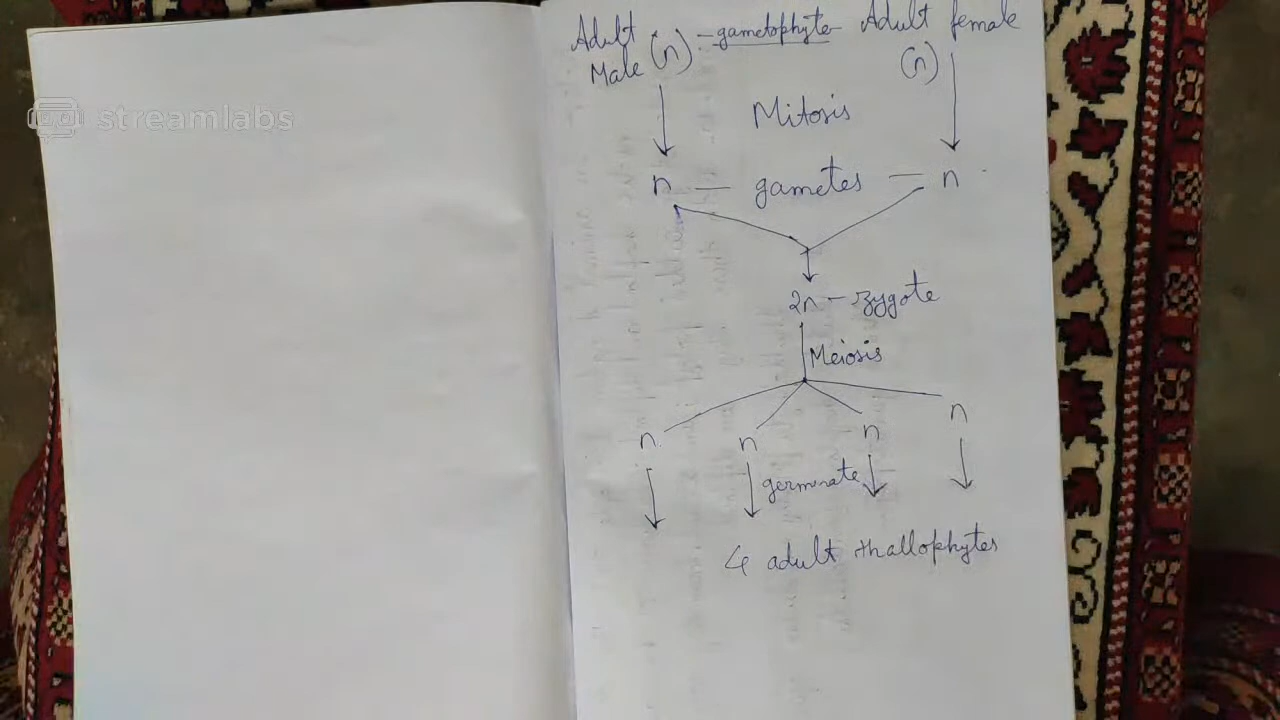 streamlabs
Adult Male (n) - gametophyte Adult female (n)
Mitosis
n - gametes - n
2n - zygote
Meiosis
n n n n
germinate
4 adult thallophytes